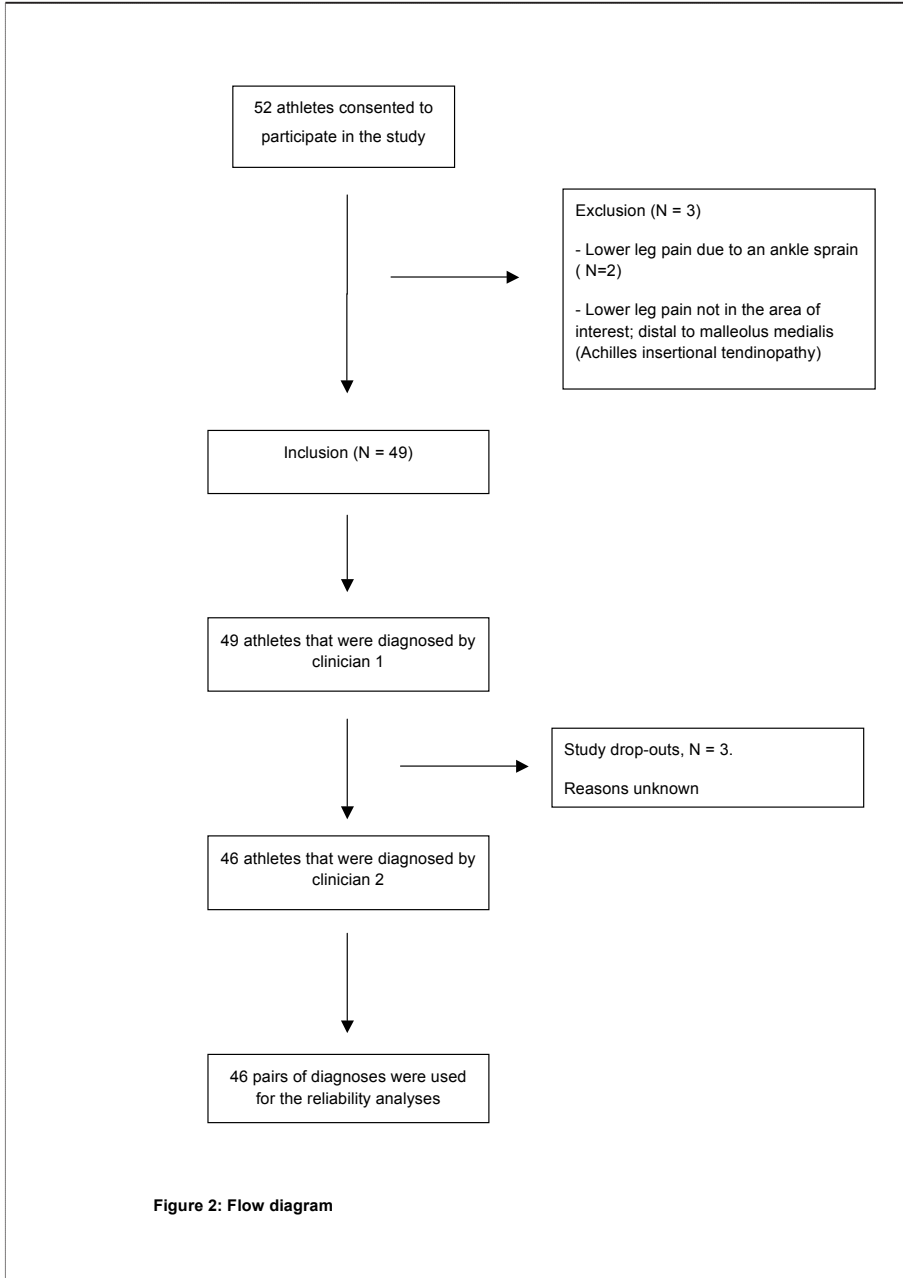 52 athletes consented to
participate in the study
Exclusion (N = 3)
- Lower leg pain due to an ankle sprain
( N=2)
- Lower leg pain not in the area of
interest; distal to malleolus medialis
(Achilles insertional tendinopathy)
Inclusion (N = 49)
49 athletes that were diagnosed by
clinician 1
Study drop-outs, N = 3.
Reasons unknown
46 athletes that were diagnosed by
clinician 2
46 pairs of diagnoses were used
for the reliability analyses
Figure 2: Flow diagram